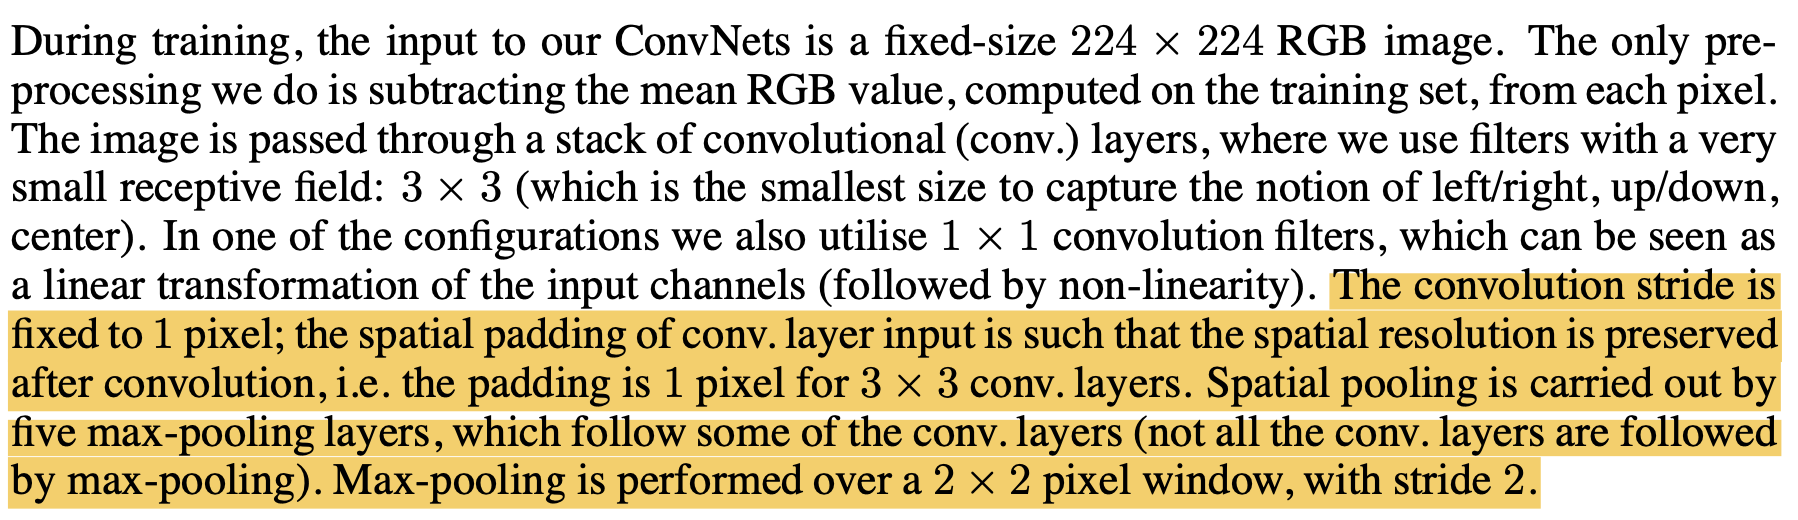 During training, the input to our ConvNets is a fixed-size 224 × 224 RGB image. The only pre-
processing we do is subtracting the mean RGB value, computed on the training set, from each pixel.
The image is passed through a stack of convolutional (conv.) layers, where we use filters with a very
small receptive field: 3 × 3 (which is the smallest size to capture the notion of left/right, up/down,
center). In one of the configurations we also utilise 1 × 1 convolution filters, which can be seen as
a linear transformation of the input channels (followed by non-linearity). The convolution stride is
fixed to 1 pixel; the spatial padding of conv. layer input is such that the spatial resolution is preserved
after convolution, i.e. the padding is 1 pixel for 3 × 3 conv. layers. Spatial pooling is carried out by
five max-pooling layers, which follow some of the conv. layers (not all the conv. layers are followed
by max-pooling). Max-pooling is performed over a 2 × 2 pixel window, with stride 2.